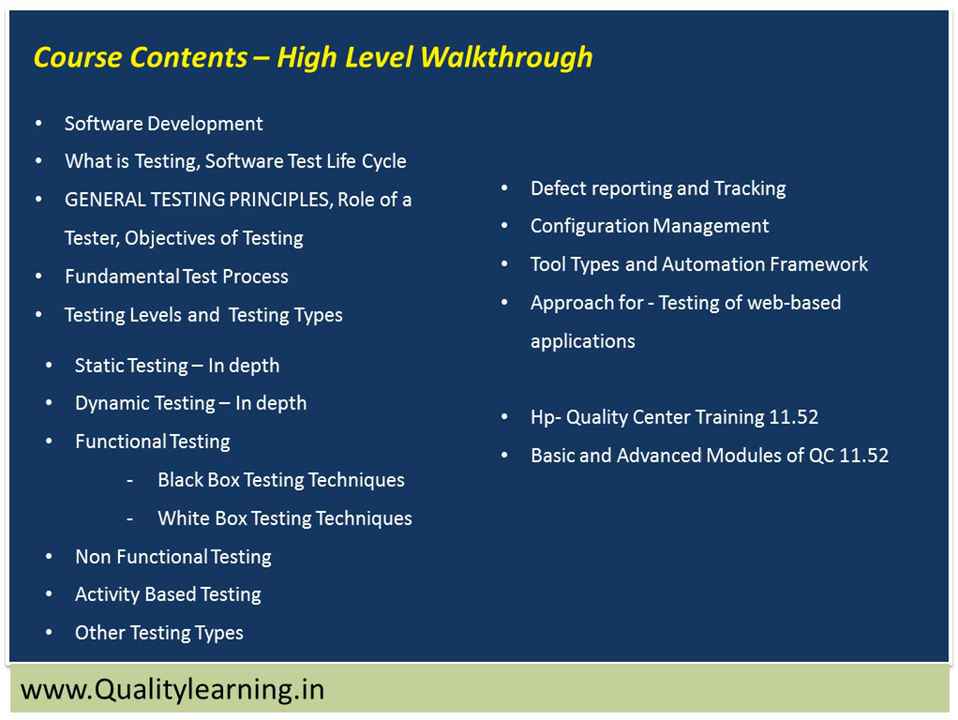 Course Contents – High Level Walkthrough
• Software Development
• What is Testing, Software Test Life Cycle
• GENERAL TESTING PRINCIPLES, Role of a
Tester, Objectives of Testing
• Fundamental Test Process
• Testing Levels and Testing Types
• Static Testing – In depth
• Dynamic Testing – In depth
• Functional Testing
- Black Box Testing Techniques
- White Box Testing Techniques
• Non Functional Testing
• Activity Based Testing
• Other Testing Types
• Defect reporting and Tracking
• Configuration Management
• Tool Types and Automation Framework
• Approach for - Testing of web-based
applications
• Hp- Quality Center Training 11.52
• Basic and Advanced Modules of QC 11.52
www.Qualitylearning.in